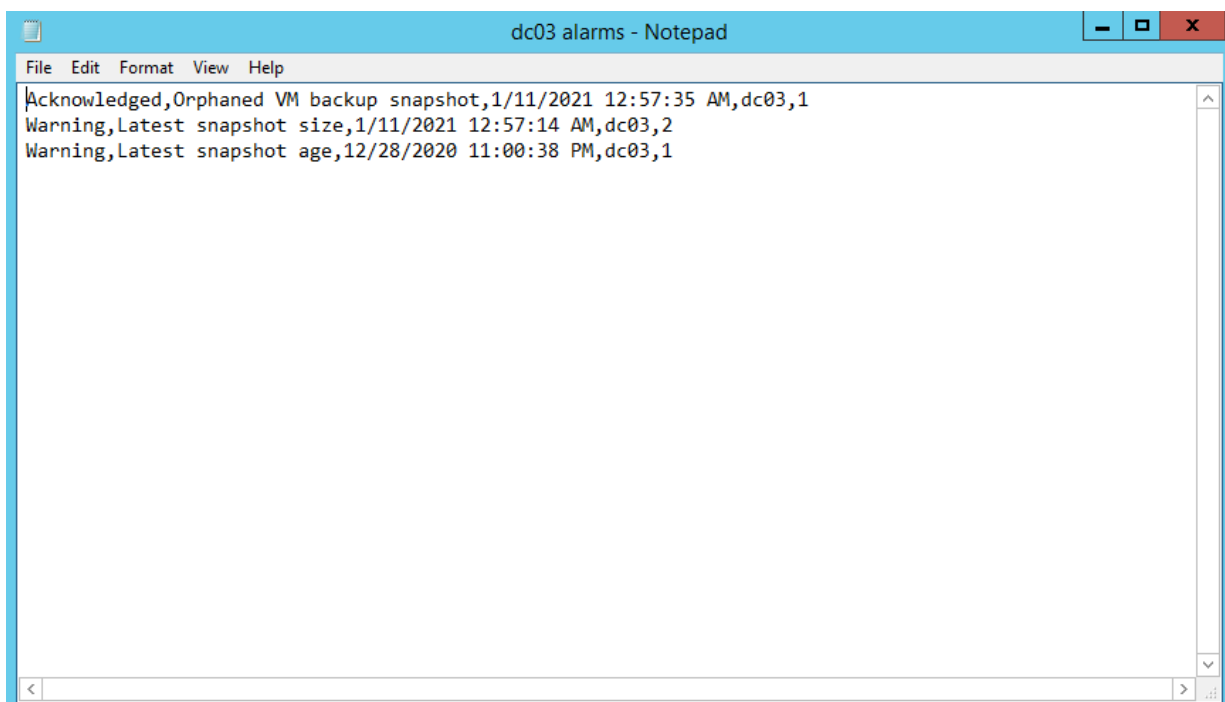 dc03 alarms - Notepad
File Edit Format View Help
Acknowledged,Orphaned VM backup snapshot,1/11/2021 12:57:35 AM,dc03,1
Warning,Latest snapshot size,1/11/2021 12:57:14 AM,dc03,2
Warning,Latest snapshot age,12/28/2020 11:00:38 PM,dc03,1